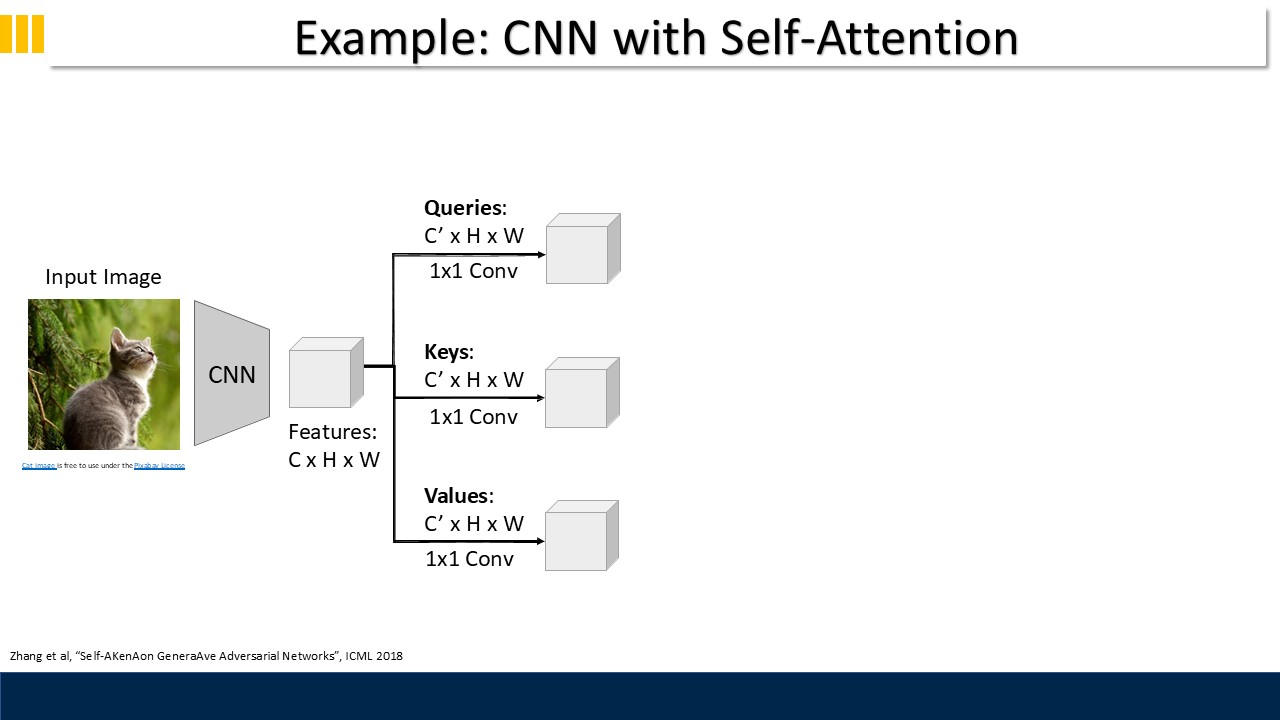 Example: CNN with Self-Attention
Queries:
C’ x H x W
1x1 Conv
Input Image
CNN
Keys:
C’ x H x W
1x1 Conv
Features:
C x H x W
Cat image is free to use under the Pixabay License
Values:
C’ x H x W
1x1 Conv
Zhang et al, “Self-AKenAon GeneraAve Adversarial Networks”, ICML 2018